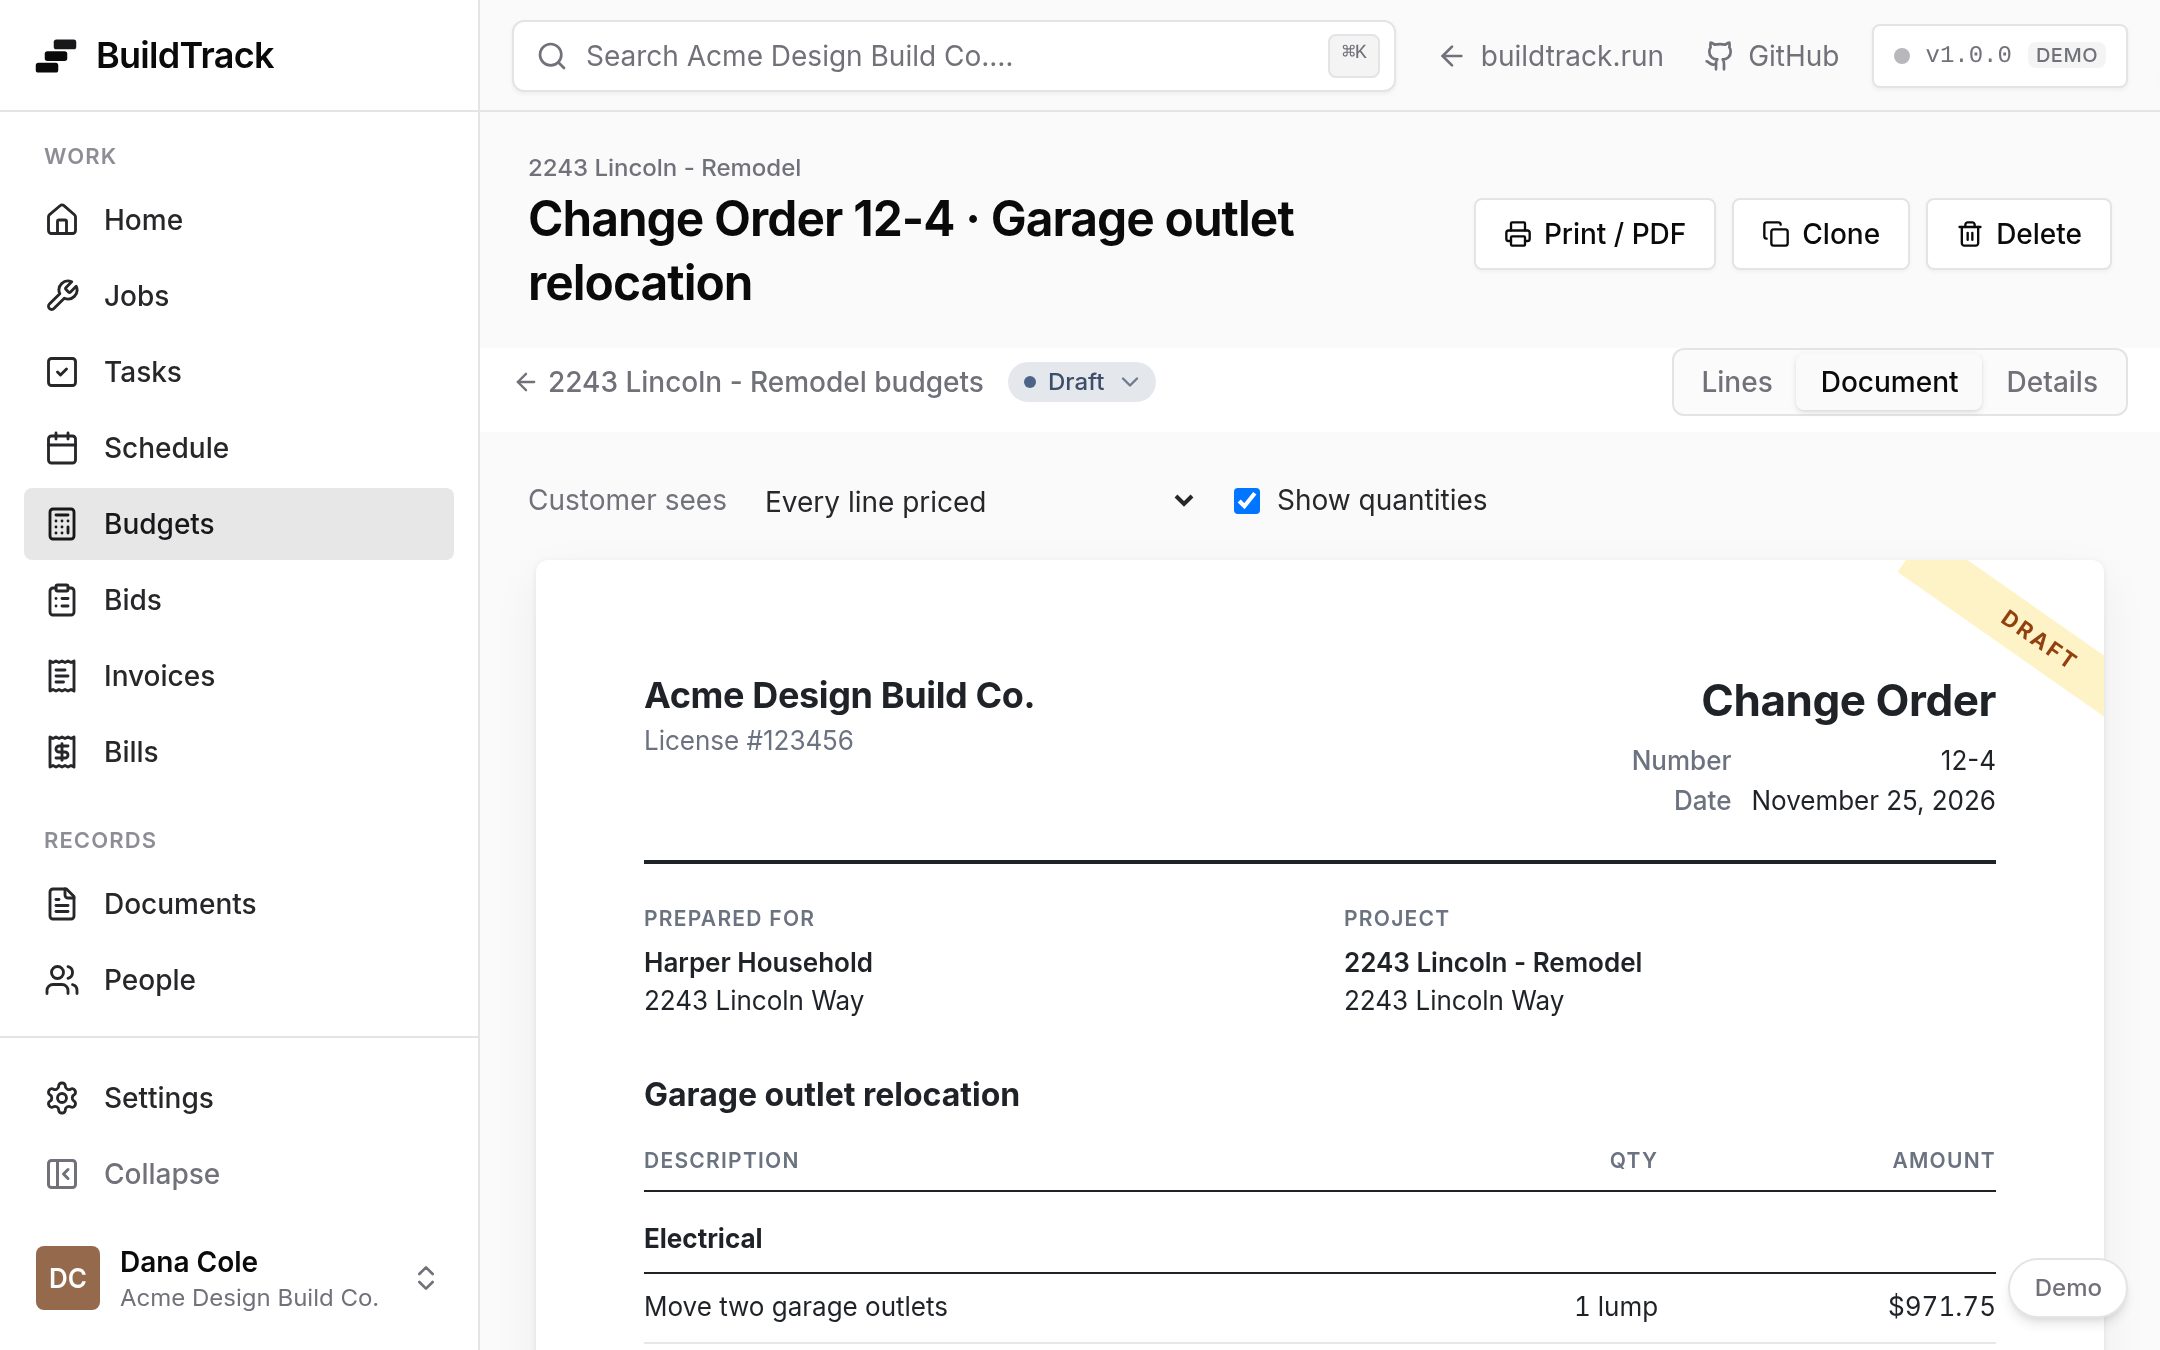 BuildTrack
Search Acme Design Build Co....
⌘K
buildtrack.run
GitHub
v1.0.0 DEMO
WORK
Home
Jobs
Tasks
Schedule
Budgets
Bids
Invoices
Bills
RECORDS
Documents
People
Settings
Collapse
DC
Dana Cole
Acme Design Build Co.
2243 Lincoln - Remodel
Change Order 12-4 · Garage outlet
relocation
Print / PDF
Clone
Delete
2243 Lincoln - Remodel budgets
Draft
Lines
Document
Details
Customer sees
Every line priced
Show quantities
DRAFT
Acme Design Build Co.
License #123456
Change Order
Number 12-4
Date November 25, 2026
PREPARED FOR
Harper Household
2243 Lincoln Way
PROJECT
2243 Lincoln - Remodel
2243 Lincoln Way
Garage outlet relocation
DESCRIPTION QTY AMOUNT
Electrical
Move two garage outlets 1 lump $971.75
Demo